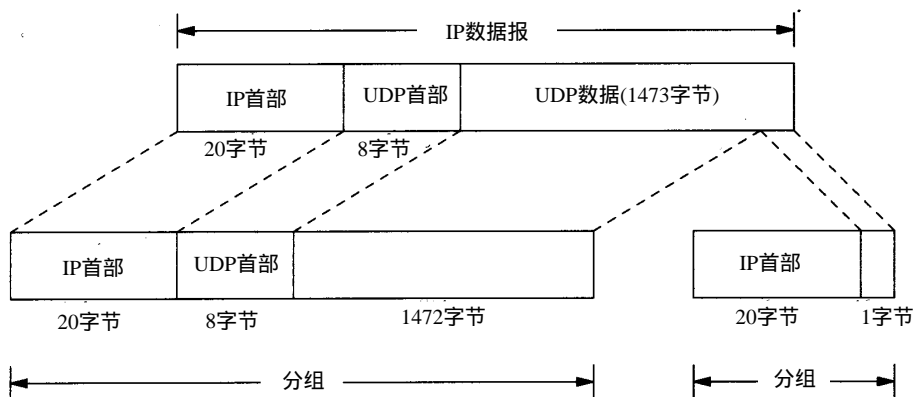 IP数据报
IP首部
UDP首部
UDP数据(1473字节)
20字节
8字节
IP首部
UDP首部
IP首部
20字节
8字节
1472字节
20字节
1字节
分组
分组